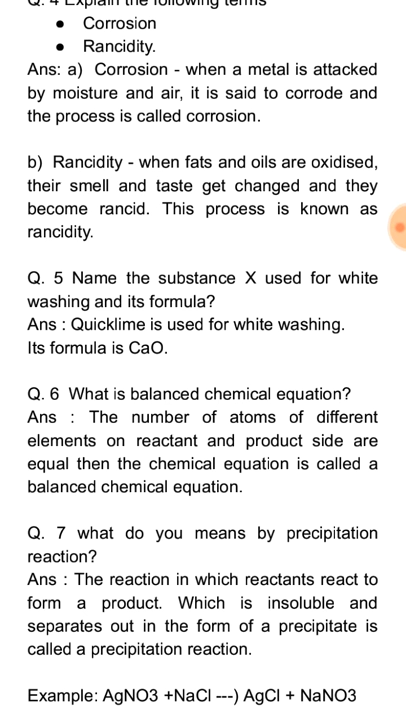 Q. 4 Explain the following terms
• Corrosion
• Rancidity.
Ans: a) Corrosion - when a metal is attacked
by moisture and air, it is said to corrode and
the process is called corrosion.
b) Rancidity - when fats and oils are oxidised,
their smell and taste get changed and they
become rancid. This process is known as
rancidity.
Q. 5 Name the substance X used for white
washing and its formula?
Ans : Quicklime is used for white washing.
Its formula is CaO.
Q. 6 What is balanced chemical equation?
Ans : The number of atoms of different
elements on reactant and product side are
equal then the chemical equation is called a
balanced chemical equation.
Q. 7 what do you means by precipitation
reaction?
Ans : The reaction in which reactants react to
form a product. Which is insoluble and
separates out in the form of a precipitate is
called a precipitation reaction.
Example: AgNO3 +NaCl ---) AgCl + NaNO3